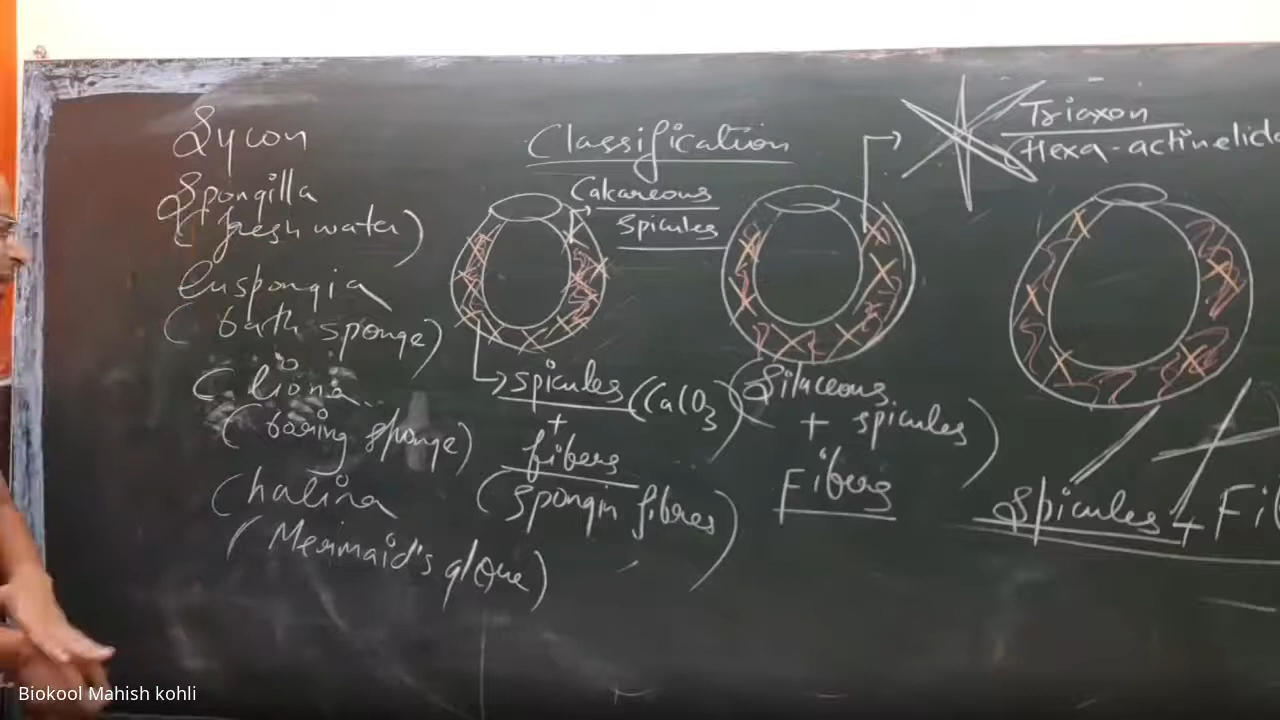 Sycon
Spongilla
(fresh water)
Euspongia
(bath sponge)
Cliona
(boring sponge)
Chalina
(Mermaid's glove)
Classification
Calcareous
Spicules
spicules (CaCO3)
+
fibers
(spongin fibres)
Triaxon
Hexa-actinelida
Silaceous
+ spicules)
Fibers
Spicules + Fi
Biokool Mahish kohli